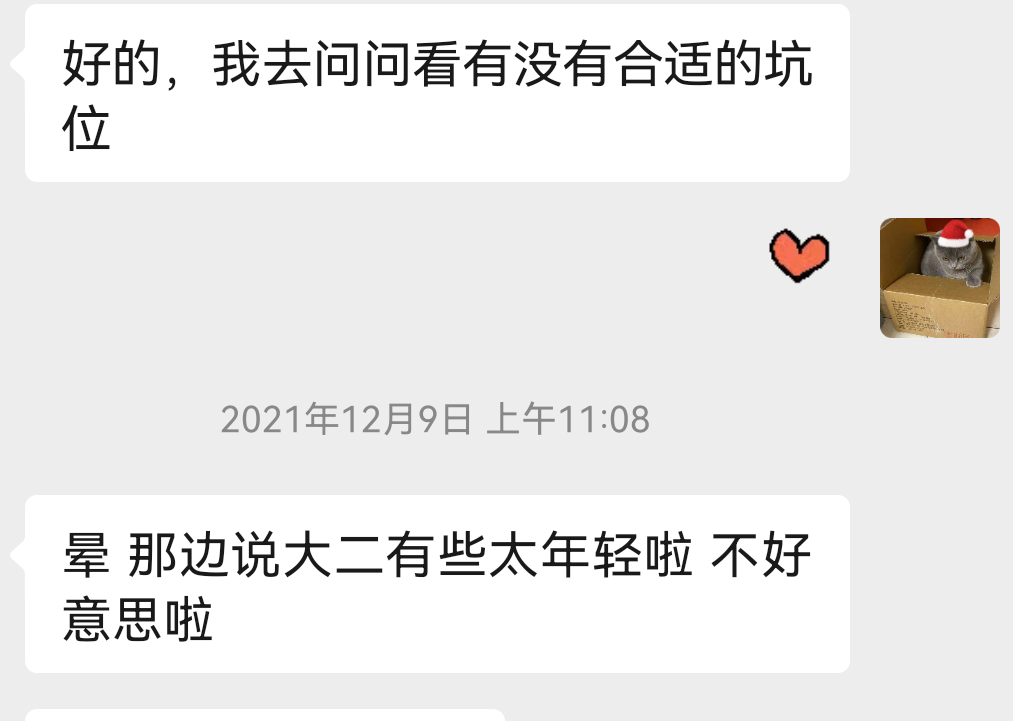 好的，我去问问看有没有合适的坑
位
2021年12月9日 上午11:08
晕 那边说大二有些太年轻啦 不好
意思啦